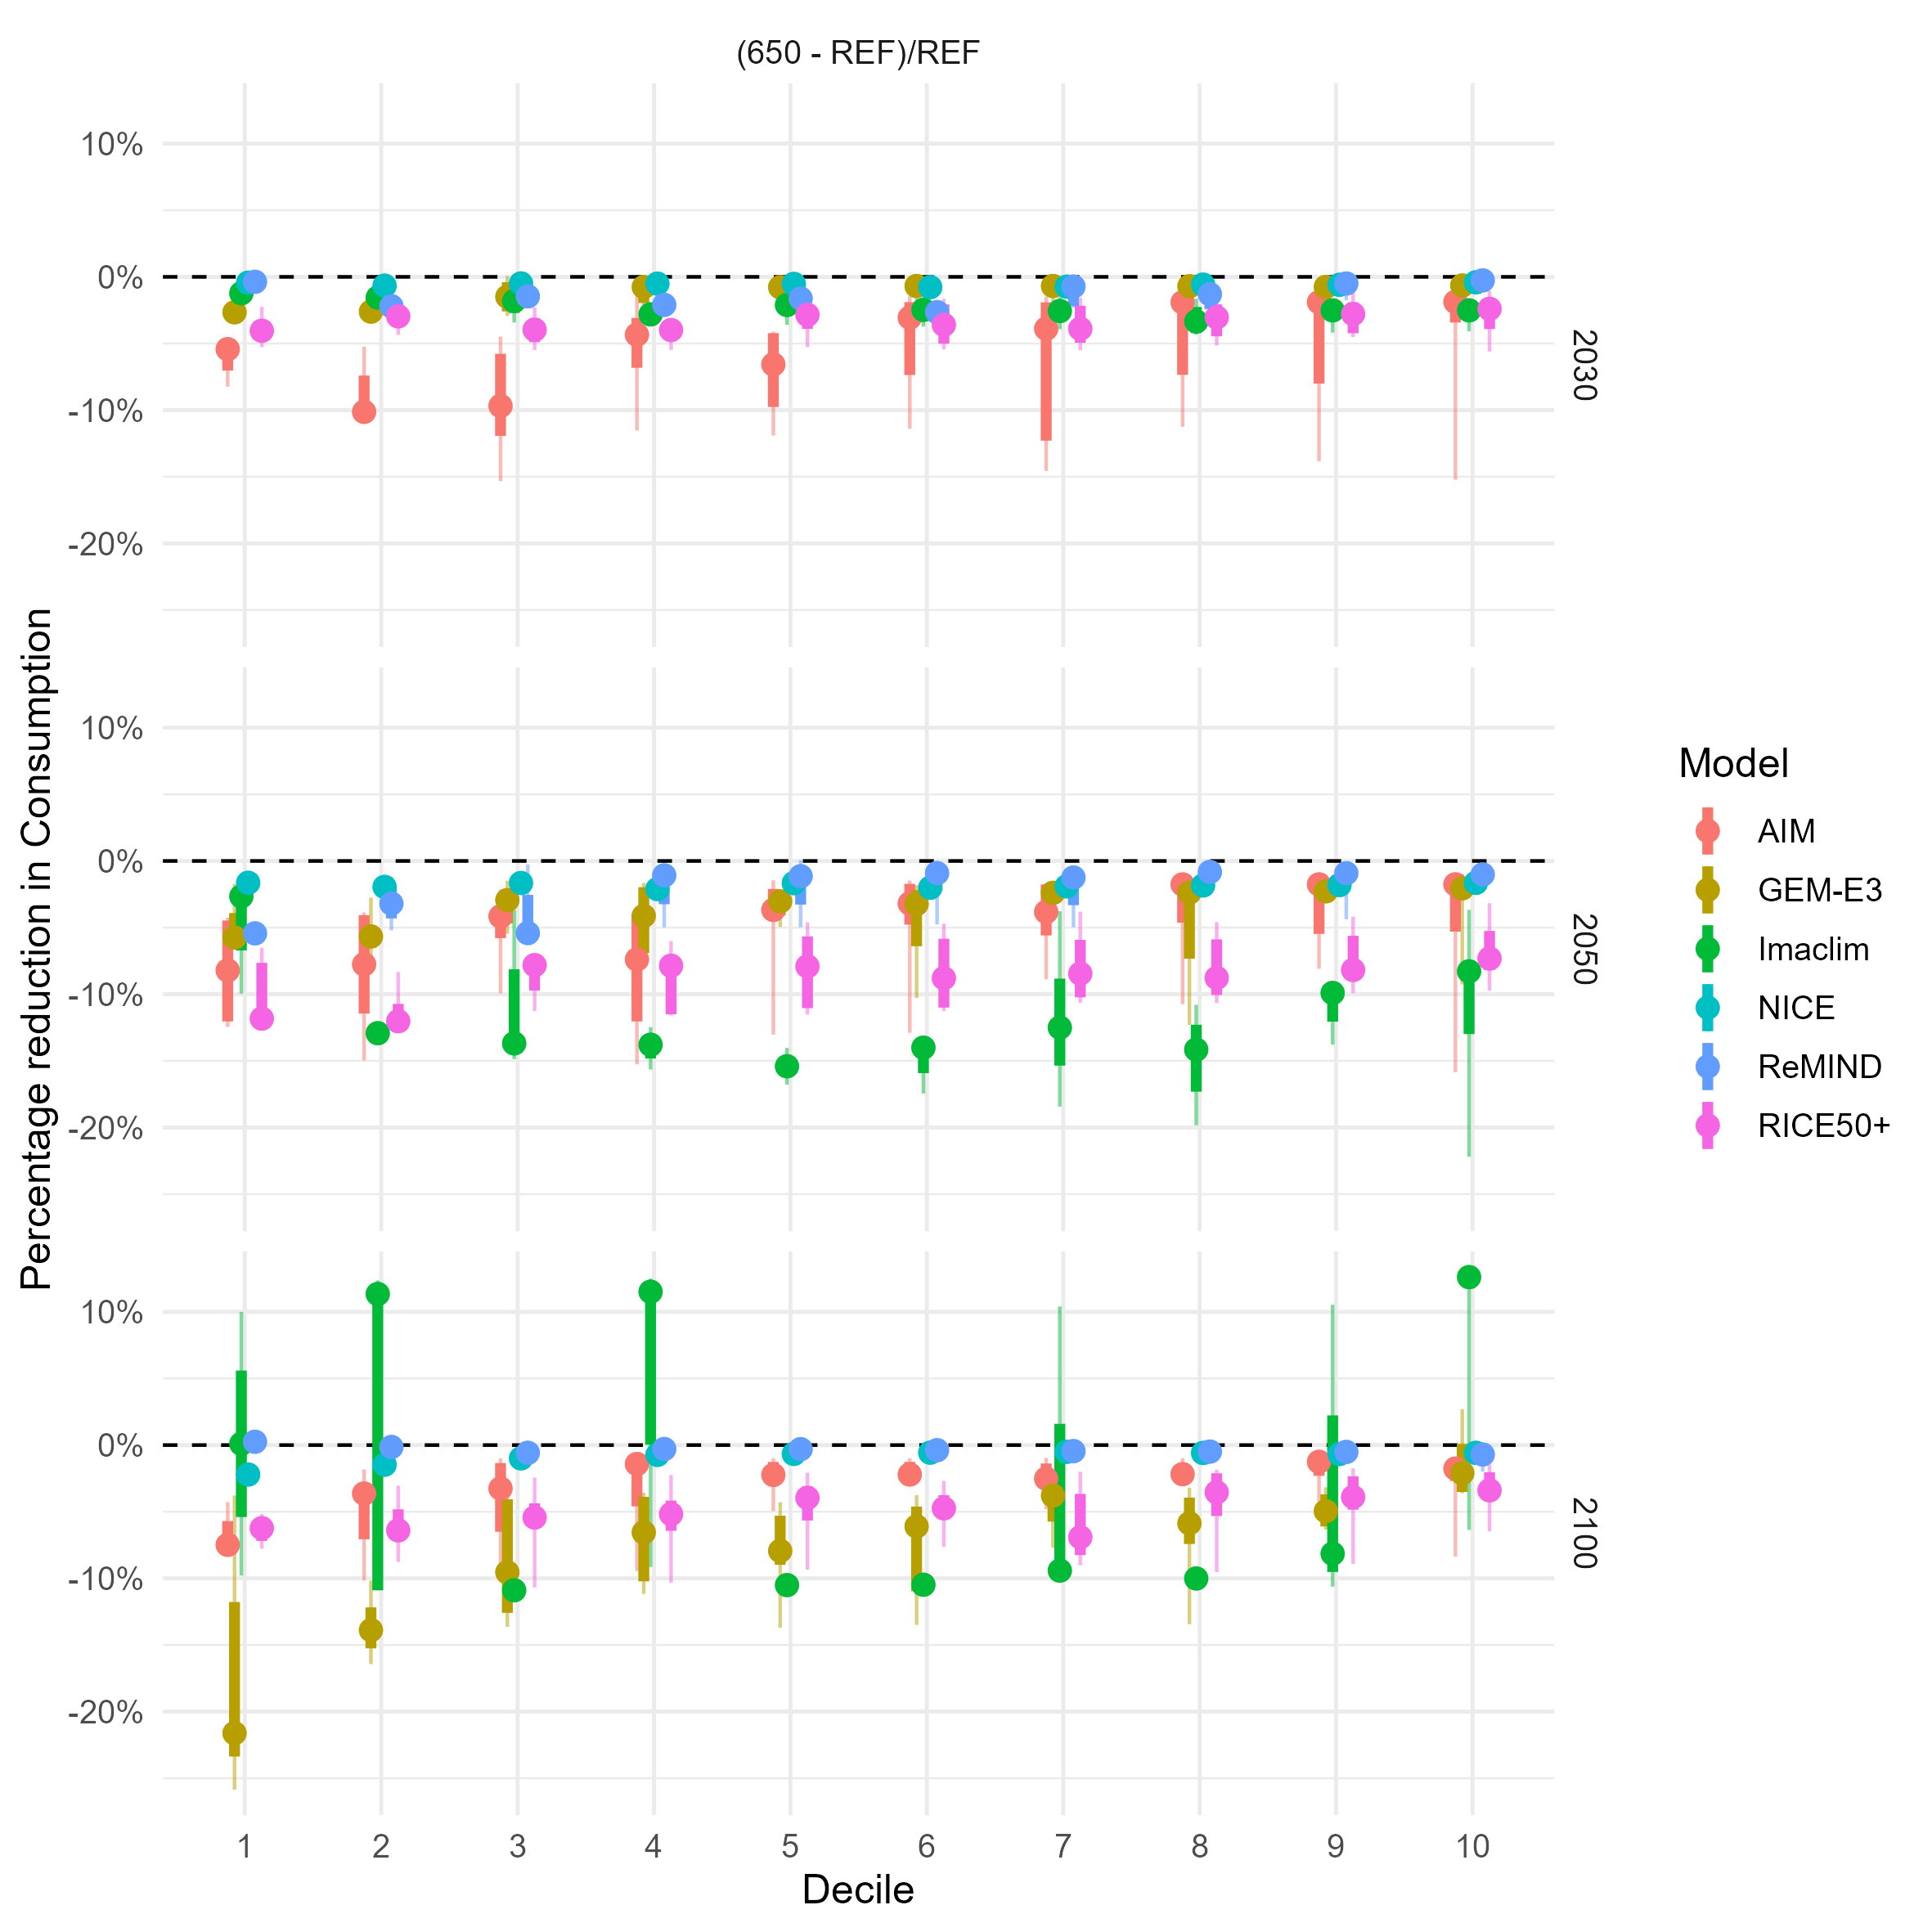 (650 - REF)/REF
Percentage reduction in Consumption
10%
0%
-10%
-20%
2030
10%
0%
-10%
-20%
2050
10%
0%
-10%
-20%
2100
1 2 3 4 5 6 7 8 9 10
Decile
Model
AIM
GEM-E3
Imaclim
NICE
ReMIND
RICE50+